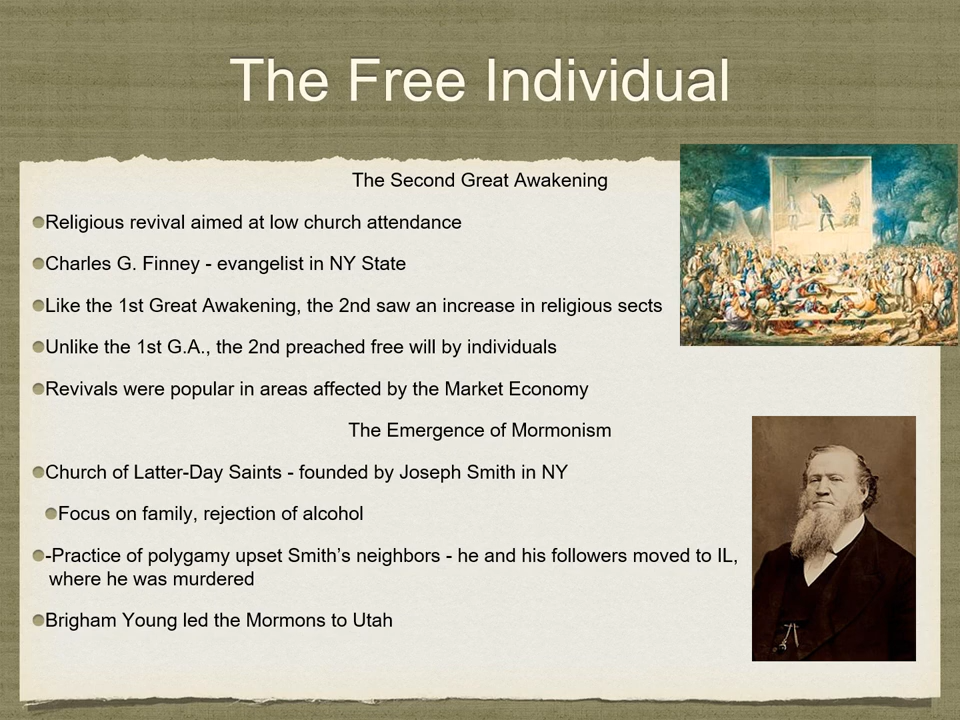 The Free Individual
The Second Great Awakening
Religious revival aimed at low church attendance
Charles G. Finney - evangelist in NY State
Like the 1st Great Awakening, the 2nd saw an increase in religious sects
Unlike the 1st G.A., the 2nd preached free will by individuals
Revivals were popular in areas affected by the Market Economy
The Emergence of Mormonism
Church of Latter-Day Saints - founded by Joseph Smith in NY
Focus on family, rejection of alcohol
-Practice of polygamy upset Smith's neighbors - he and his followers moved to IL,
where he was murdered
Brigham Young led the Mormons to Utah